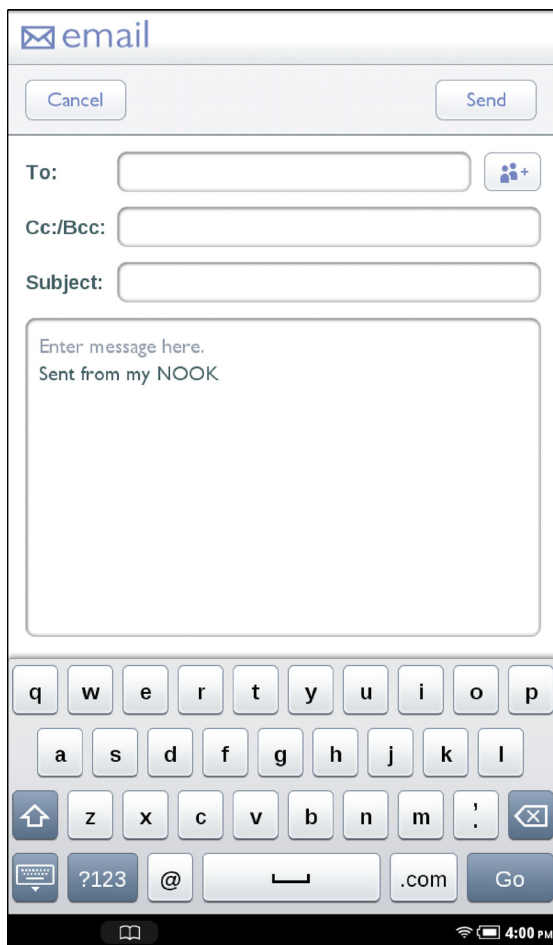 email
Cancel Send
To:
Cc:/Bcc:
Subject:
Enter message here.
Sent from my NOOK
q w e r t y u i o p
a s d f g h j k l
z x c v b n m , .
?123 @ .com Go
4:00 PM